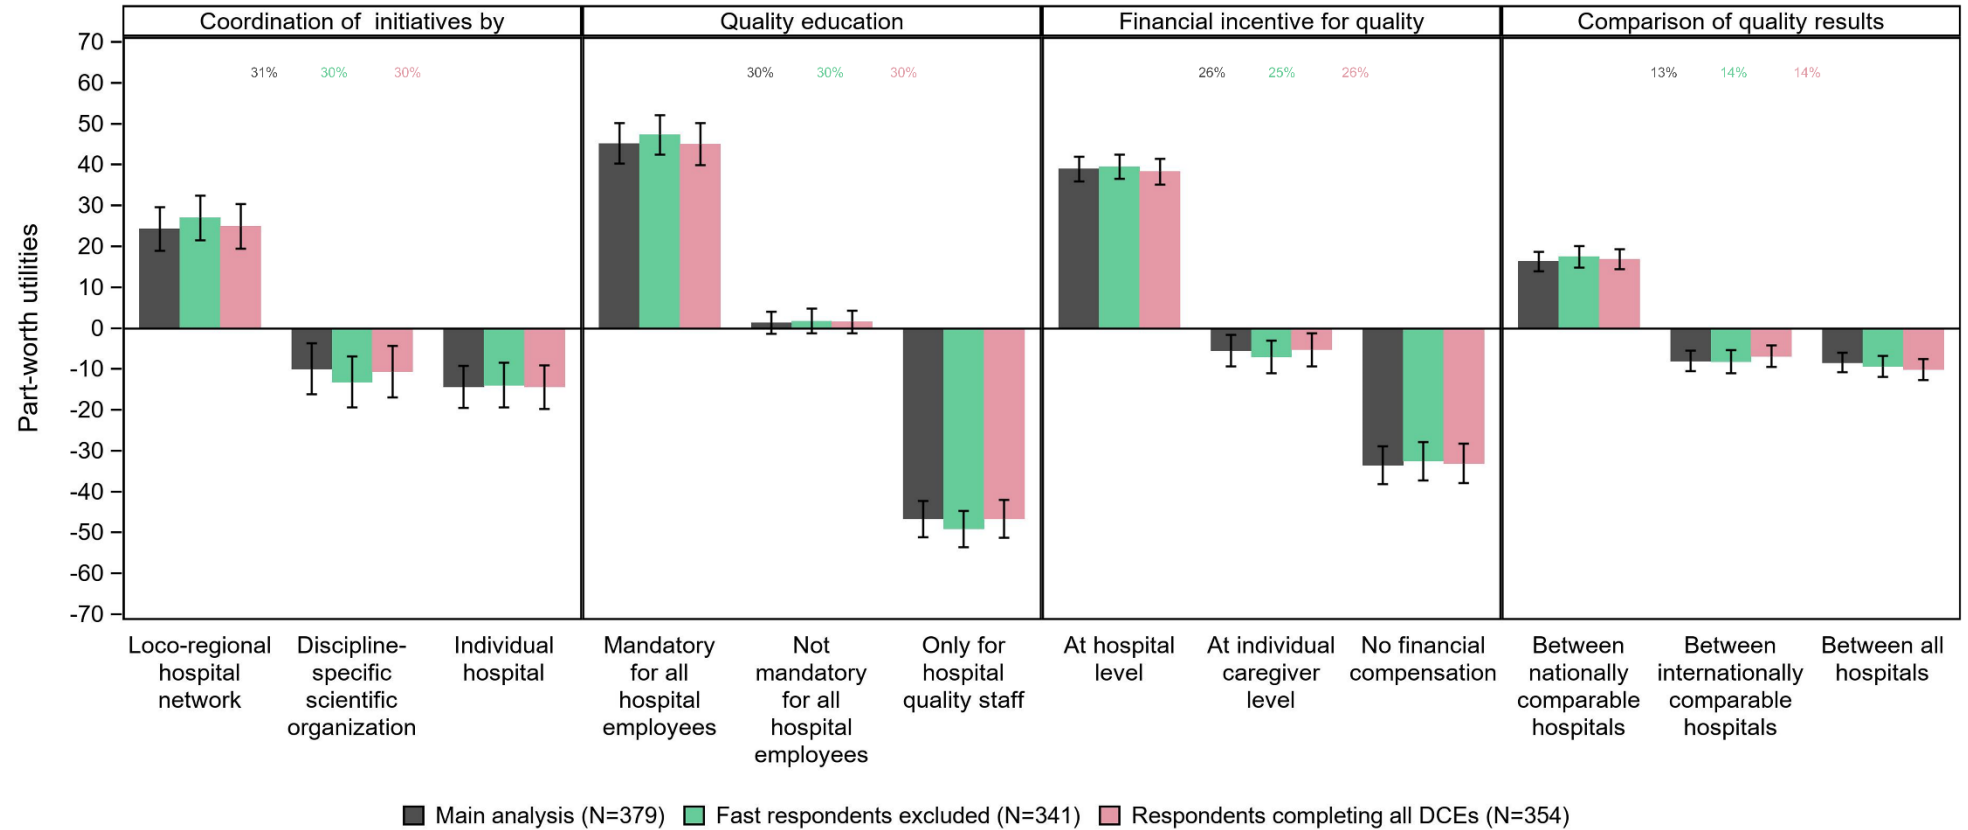 Coordination of initiatives by
Quality education
Financial incentive for quality
Comparison of quality results
31% 30% 30%
30% 30% 30%
26% 25% 26%
13% 14% 14%
Part-worth utilities
70
60
50
40
30
20
10
0
-10
-20
-30
-40
-50
-60
-70
Loco-regional
hospital
network
Discipline-
specific
scientific
organization
Individual
hospital
Mandatory
for all
hospital
employees
Not
mandatory
for all
hospital
employees
Only for
hospital
quality staff
At hospital
level
At individual
caregiver
level
No financial
compensation
Between
nationally
comparable
hospitals
Between
internationally
comparable
hospitals
Between all
hospitals
Main analysis (N=379)
Fast respondents excluded (N=341)
Respondents completing all DCEs (N=354)